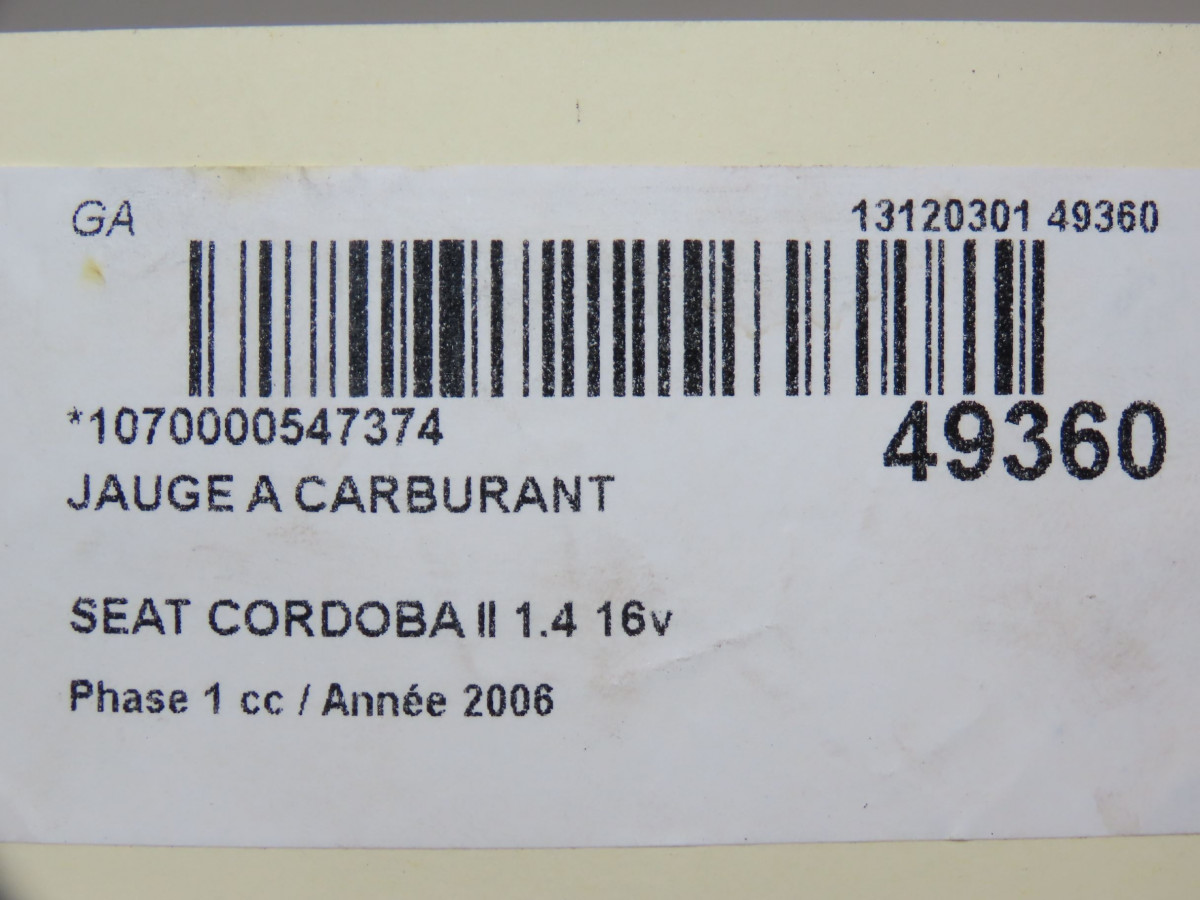 GA
13120301 49360
*1070000547374
49360
JAUGE A CARBURANT
SEAT CORDOBA II 1.4 16v
Phase 1 cc / Année 2006